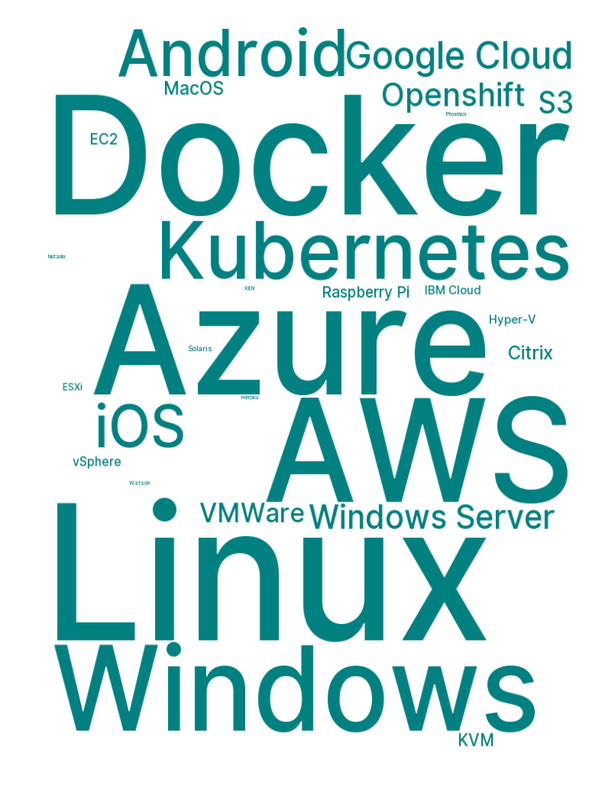 Android
Google Cloud
MacOS
Openshift
S3
Proxmox
EC2
Docker
Kubernetes
Nutanix
XEN
Raspberry Pi
IBM Cloud
Azure
Hyper-V
Solaris
Citrix
ESXi
Heroku
iOS
AWS
vSphere
Watson
VMWare
Windows Server
Linux
Windows
KVM